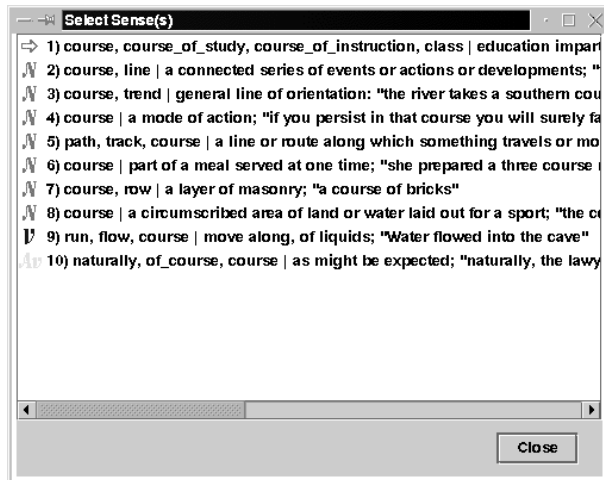 Select Sense(s)
1) course, course_of_study, course_of_instruction, class | education impart
N 2) course, line | a connected series of events or actions or developments; "
N 3) course, trend | general line of orientation: "the river takes a southern cou
N 4) course | a mode of action; "if you persist in that course you will surely fa
N 5) path, track, course | a line or route along which something travels or mo
N 6) course | part of a meal served at one time; "she prepared a three course
N 7) course, row | a layer of masonry; "a course of bricks"
N 8) course | a circumscribed area of land or water laid out for a sport; "the co
V 9) run, flow, course | move along, of liquids; "Water flowed into the cave"
Av 10) naturally, of_course, course | as might be expected; "naturally, the lawy
Close